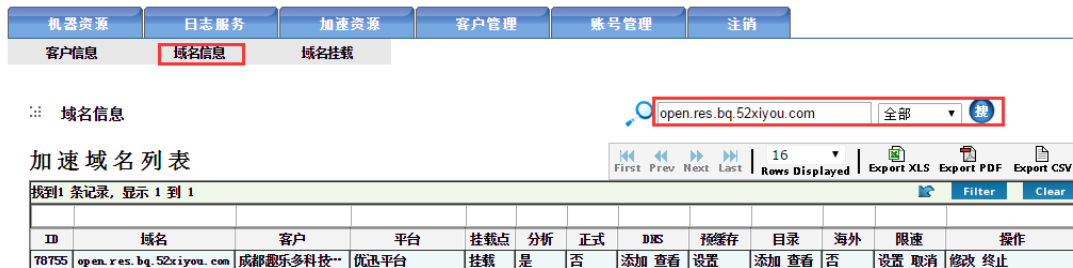 机器资源 日志服务 加速资源 客户管理 账号管理 注销
客户信息 域名信息 域名挂载
域名信息 open.res.bq.52xiyou.com 全部 搜
加速域名列表 First Prev Next Last 16 Rows Displayed Export XLS Export PDF Export CSV
找到1 条记录，显示 1 到 1 Filter Clear
ID 域名 客户 平台 挂载点 分析 正式 DNS 预缓存 目录 海外 限速 操作
78755 open.res.bq.52xiyou.com 成都趣乐多科技… 优迅平台 挂载 是 否 添加 查看 设置 添加 查看 否 设置 取消 修改 终止